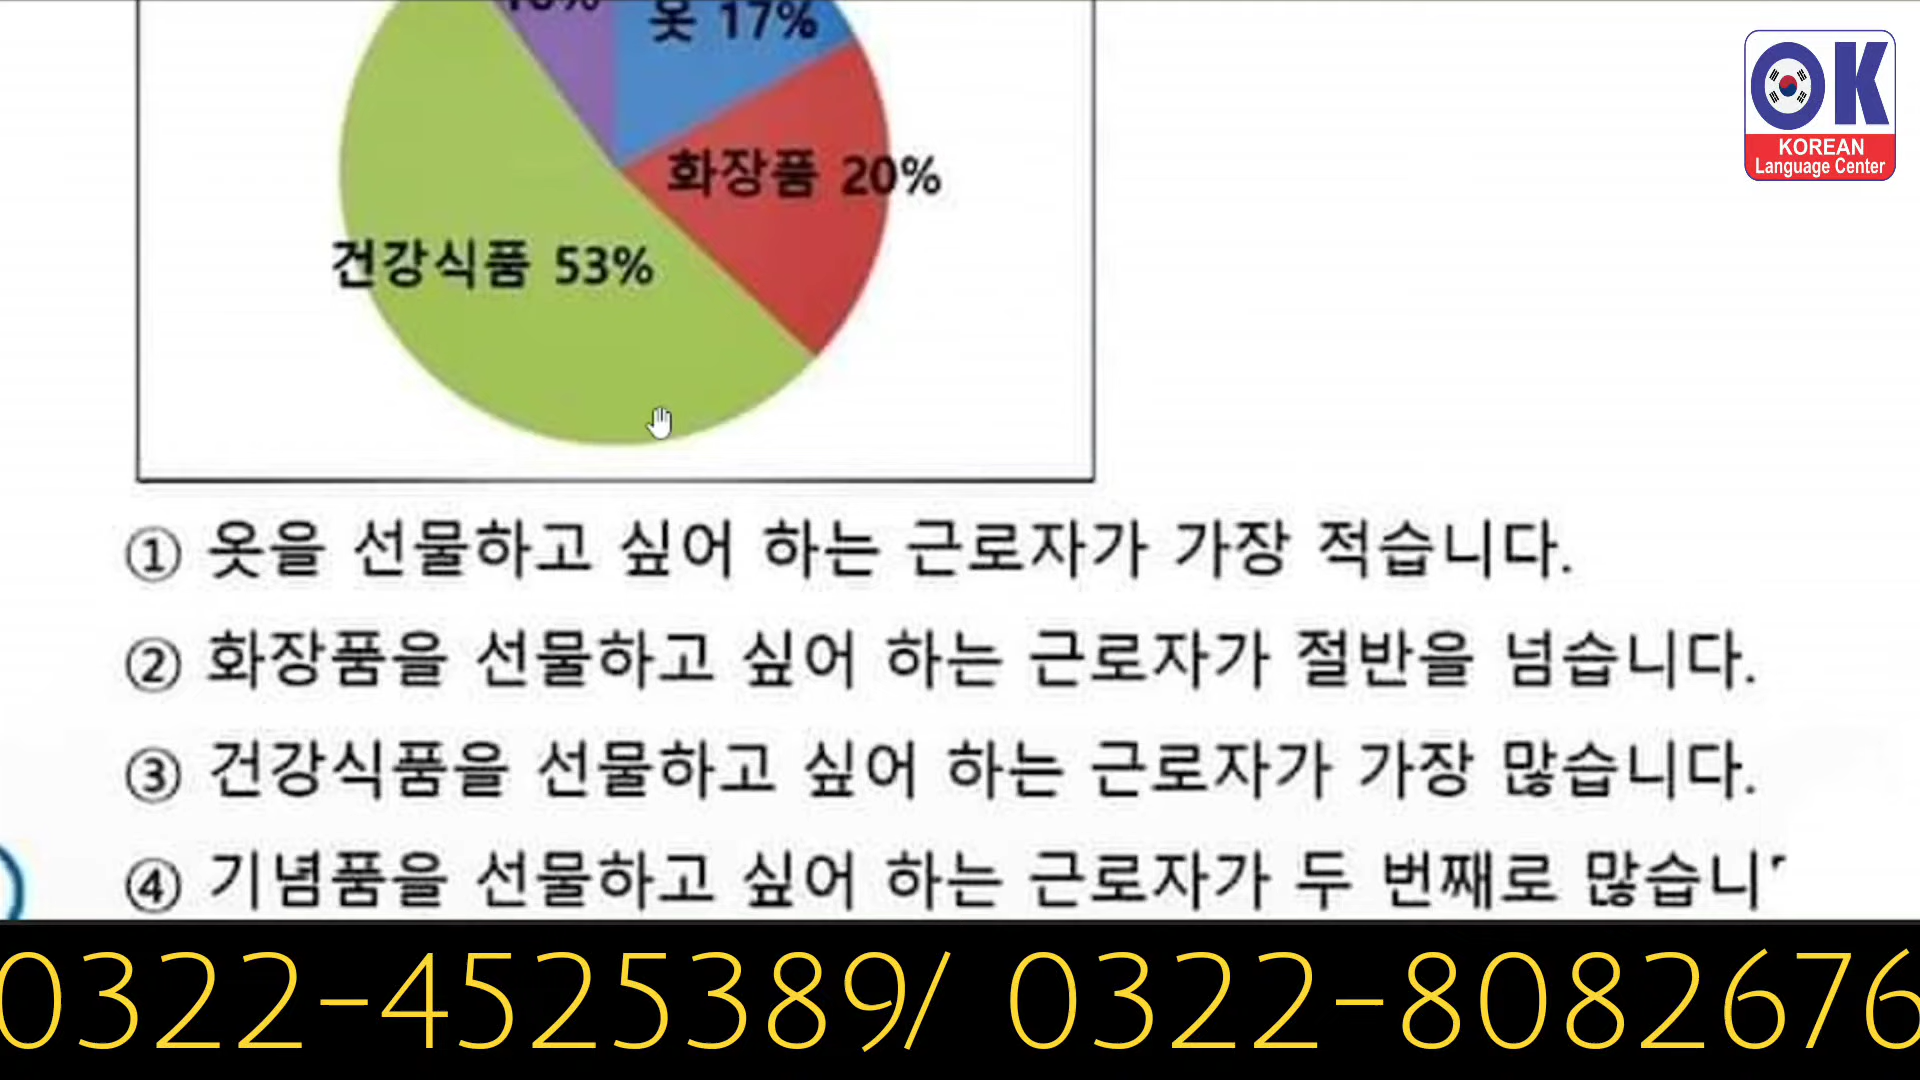 옷 17%
화장품 20%
건강식품 53%
OK
KOREAN
Language Center
① 옷을 선물하고 싶어 하는 근로자가 가장 적습니다.
② 화장품을 선물하고 싶어 하는 근로자가 절반을 넘습니다.
③ 건강식품을 선물하고 싶어 하는 근로자가 가장 많습니다.
④ 기념품을 선물하고 싶어 하는 근로자가 두 번째로
0322-4525389/ 0322-8082676